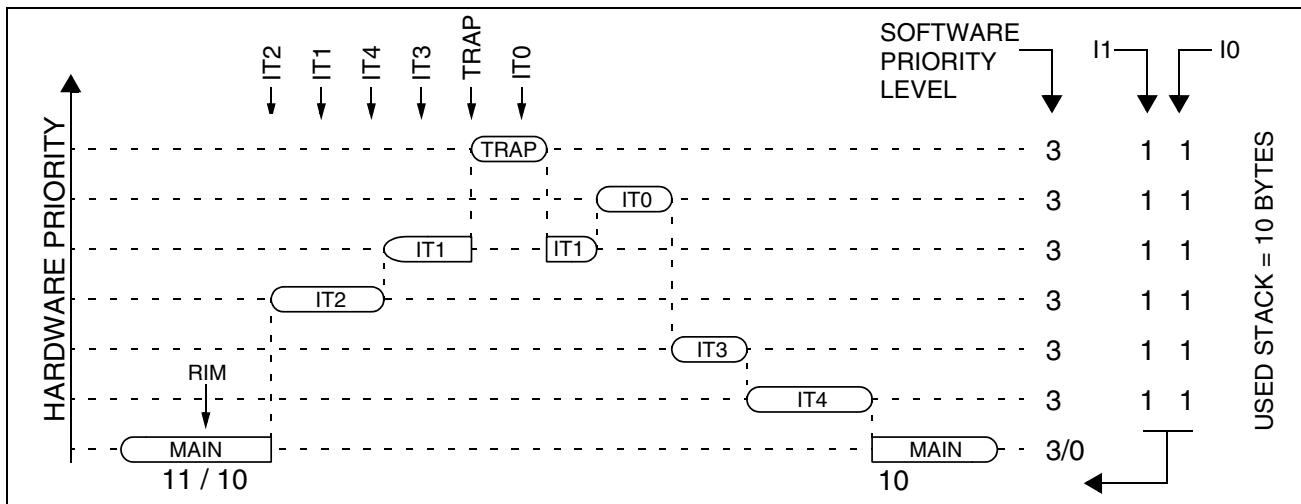 IT2
IT1
IT4
IT3
TRAP
IT0
SOFTWARE
PRIORITY
LEVEL
I1
I0
HARDWARE PRIORITY
TRAP
3
1 1
IT0
3
1 1
IT1
IT1
3
1 1
IT2
3
1 1
IT3
3
1 1
RIM
IT4
3
1 1
MAIN
MAIN
3/0
11 / 10
10
USED STACK = 10 BYTES